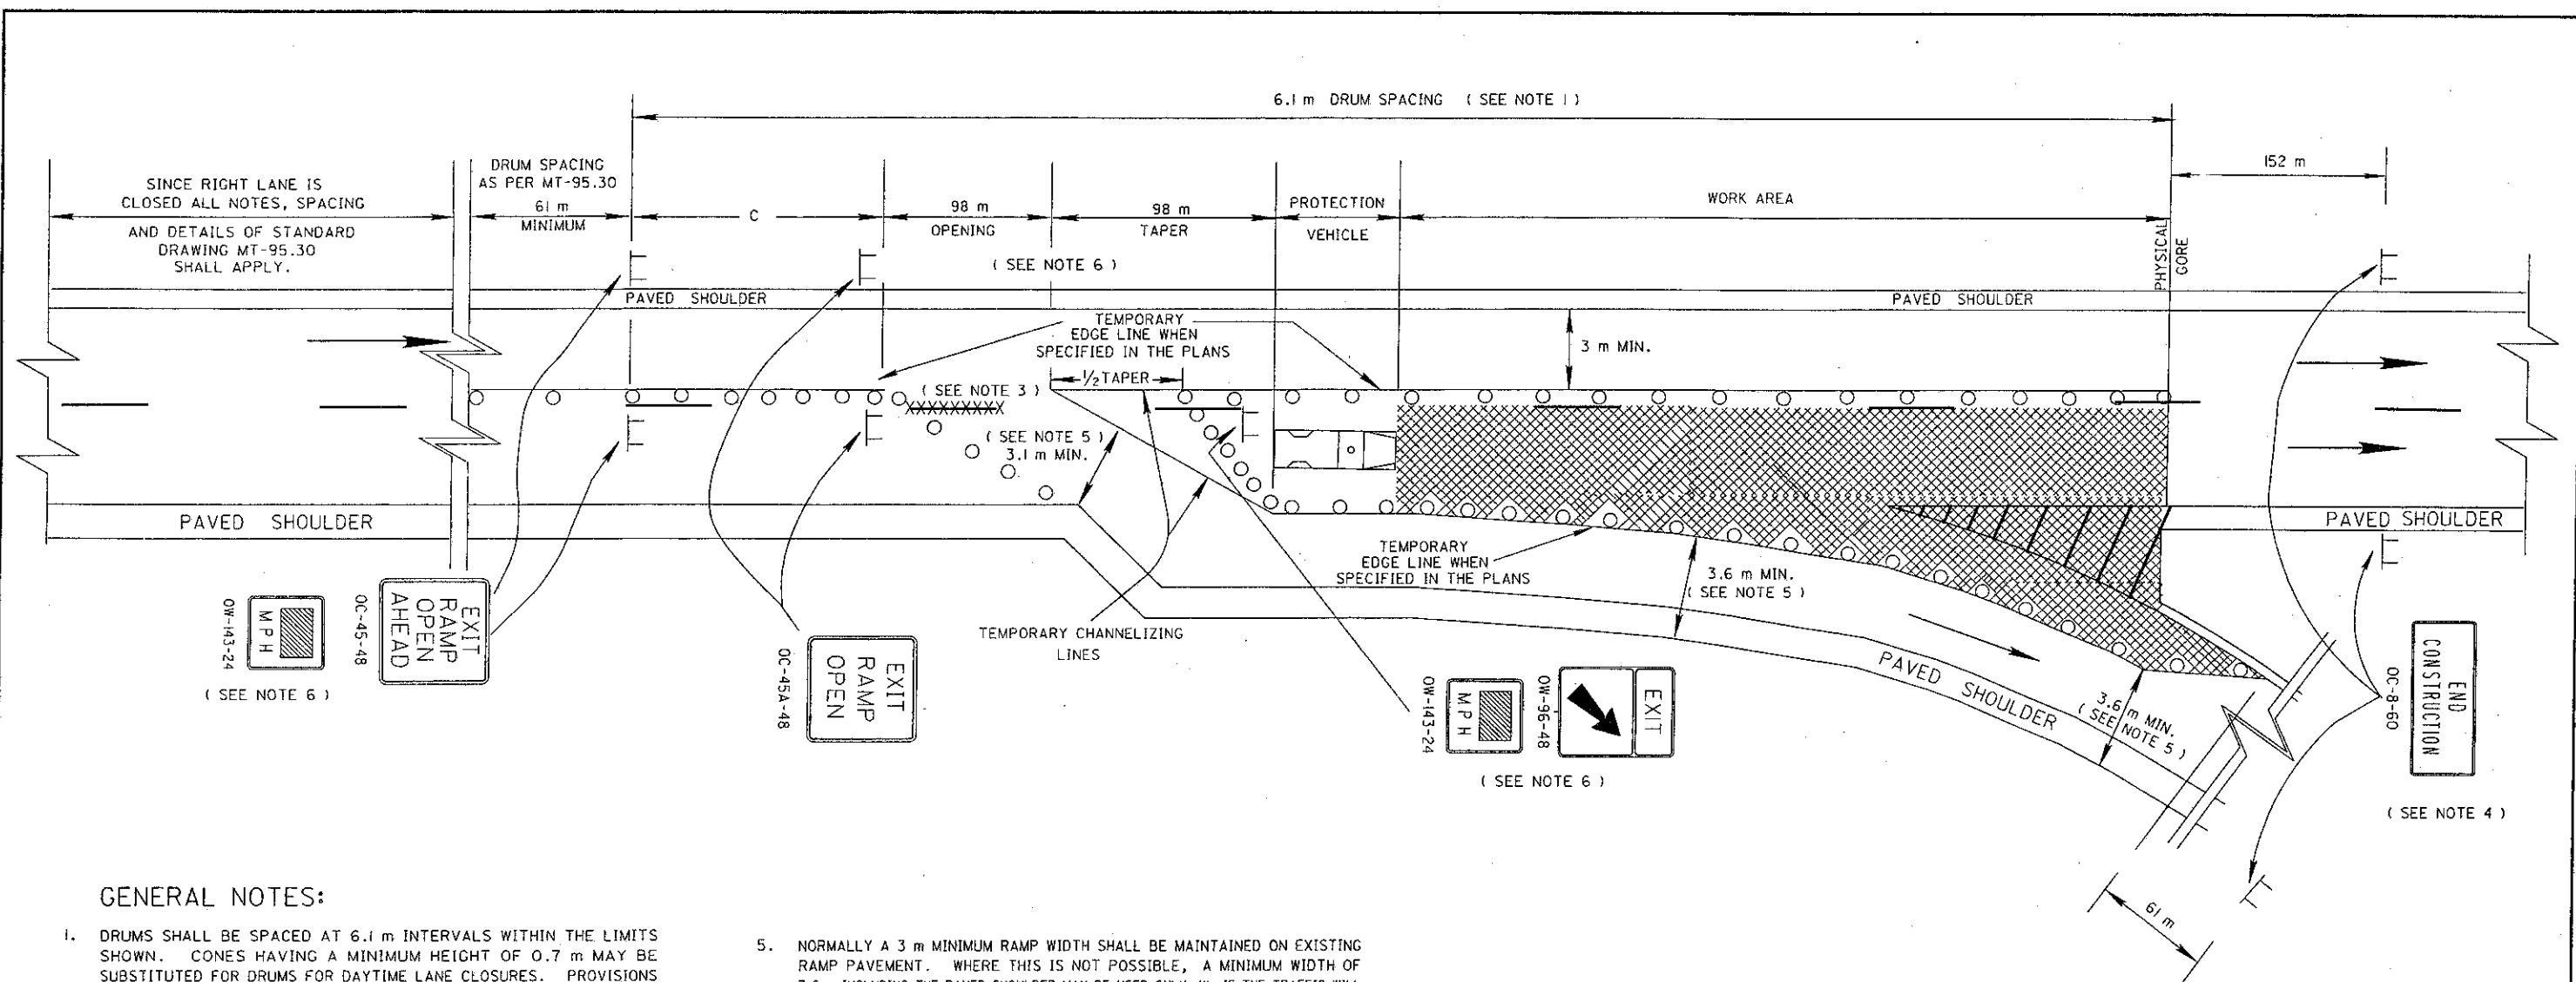 6.1 m DRUM SPACING ( SEE NOTE 1 )
SINCE RIGHT LANE IS
CLOSED ALL NOTES, SPACING
AND DETAILS OF STANDARD
DRAWING MT-95.30
SHALL APPLY.
DRUM SPACING
AS PER MT-95.30
61 m
MINIMUM
C
98 m
OPENING
98 m
TAPER
( SEE NOTE 6 )
PROTECTION
VEHICLE
WORK AREA
PHYSICAL
GORE
152 m
PAVED SHOULDER
PAVED SHOULDER
TEMPORARY
EDGE LINE WHEN
SPECIFIED IN THE PLANS
3 m MIN.
1/2 TAPER
( SEE NOTE 3 )
( SEE NOTE 5 )
3.1 m MIN.
PAVED SHOULDER
PAVED SHOULDER
TEMPORARY
EDGE LINE WHEN
SPECIFIED IN THE PLANS
3.6 m MIN.
( SEE NOTE 5 )
TEMPORARY CHANNELIZING
LINES
PAVED SHOULDER
3.6 m MIN.
( SEE NOTE 5 )
MPH
OW-143-24
( SEE NOTE 6 )
EXIT
RAMP
OPEN
AHEAD
OC-45-48
EXIT
RAMP
OPEN
OC-45A-48
MPH
OW-143-24
EXIT
OW-96-48
( SEE NOTE 6 )
END
CONSTRUCTION
OC-8-60
( SEE NOTE 4 )
61 m
GENERAL NOTES:
1. DRUMS SHALL BE SPACED AT 6.1 m INTERVALS WITHIN THE LIMITS
SHOWN. CONES HAVING A MINIMUM HEIGHT OF 0.7 m MAY BE
SUBSTITUTED FOR DRUMS FOR DAYTIME LANE CLOSURES. PROVISIONS
5. NORMALLY A 3 m MINIMUM RAMP WIDTH SHALL BE MAINTAINED ON EXISTING
RAMP PAVEMENT. WHERE THIS IS NOT POSSIBLE, A MINIMUM WIDTH OF